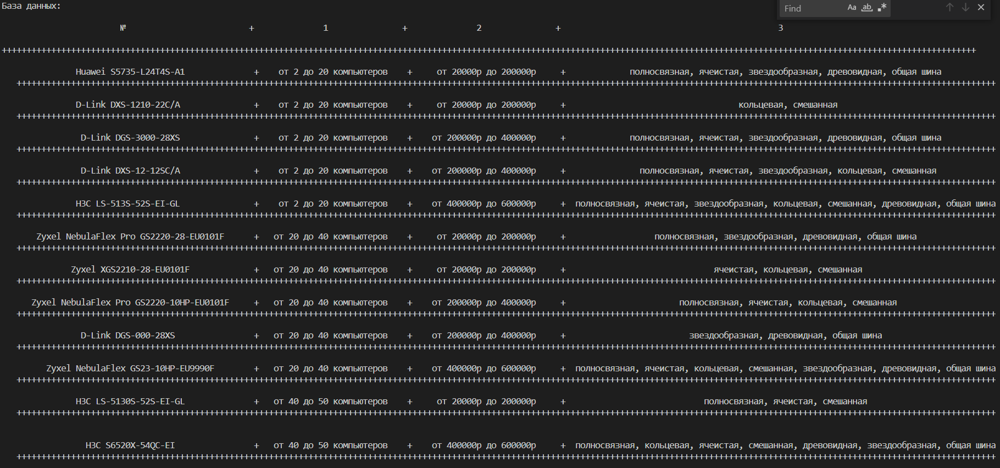 База данных:
Find Aa ab .*
№ + 1 + 2 + 3
+++++++++++++++++++++++++++++++++++++++++++++++++++++++++++++++++++++++++++++++++++++++++++++++++++++++++++++++++++++++++++++++++++++++++++++++++++++++++++++++++++++++++++++++++++++++++++++++++++++
Huawei S5735-L24T4S-A1 + от 2 до 20 компьютеров + от 20000р до 200000р + полносвязная, ячеистая, звездообразная, древовидная, общая шина
D-Link DXS-1210-22C/A + от 2 до 20 компьютеров + от 20000р до 200000р + кольцевая, смешанная
D-Link DGS-3000-28XS + от 2 до 20 компьютеров + от 200000р до 400000р + полносвязная, ячеистая, звездообразная, древовидная, общая шина
D-Link DXS-12-12SC/A + от 2 до 20 компьютеров + от 200000р до 400000р + полносвязная, ячеистая, звездообразная, кольцевая, смешанная
H3C LS-513S-52S-EI-GL + от 2 до 20 компьютеров + от 400000р до 600000р + полносвязная, ячеистая, звездообразная, кольцевая, смешанная, древовидная, общая шина
Zyxel NebulaFlex Pro GS2220-28-EU0101F + от 20 до 40 компьютеров + от 20000р до 200000р + полносвязная, звездообразная, древовидная, общая шина
Zyxel XGS2210-28-EU0101F + от 20 до 40 компьютеров + от 20000р до 200000р + ячеистая, кольцевая, смешанная
Zyxel NebulaFlex Pro GS2220-10HP-EU0101F + от 20 до 40 компьютеров + от 200000р до 400000р + полносвязная, ячеистая, кольцевая, смешанная
D-Link DGS-000-28XS + от 20 до 40 компьютеров + от 200000р до 400000р + звездообразная, древовидная, общая шина
Zyxel NebulaFlex GS23-10HP-EU9990F + от 20 до 40 компьютеров + от 400000р до 600000р + полносвязная, ячеистая, кольцевая, смешанная, звездообразная, древовидная, общая шина
H3C LS-5130S-52S-EI-GL + от 40 до 50 компьютеров + от 20000р до 200000р + полносвязная, ячеистая, смешанная
H3C S6520X-54QC-EI + от 40 до 50 компьютеров + от 400000р до 600000р + полносвязная, кольцевая, ячеистая, смешанная, древовидная, звездообразная, общая шина